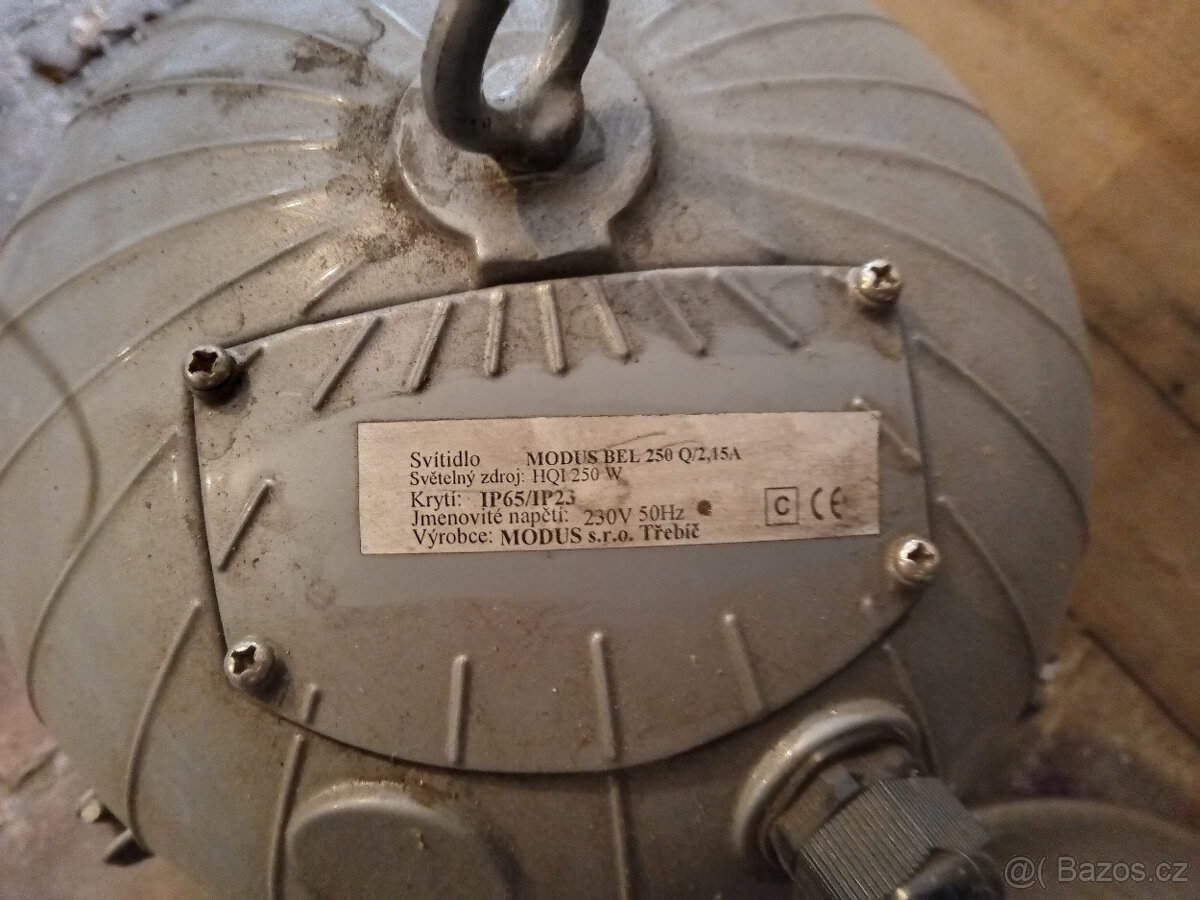 Svítidlo MODUS BEL 250 Q/2,15A
Světelný zdroj: HQI 250 W
Krytí: IP65/IP23
Jmenovité napětí: 230V 50Hz
Výrobce: MODUS s.r.o. Třebíč
C CE
@( Bazos.cz